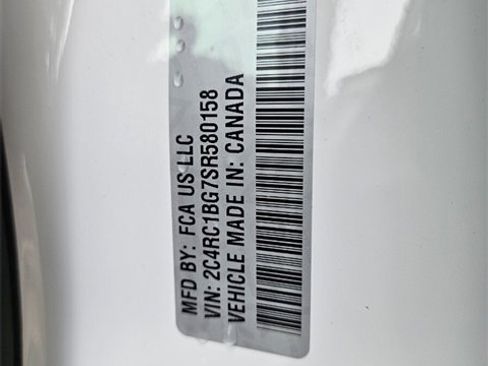 MFD BY: FCA US LLC
VIN: 2C4RC1BG7SR580158
VEHICLE MADE IN: CANADA